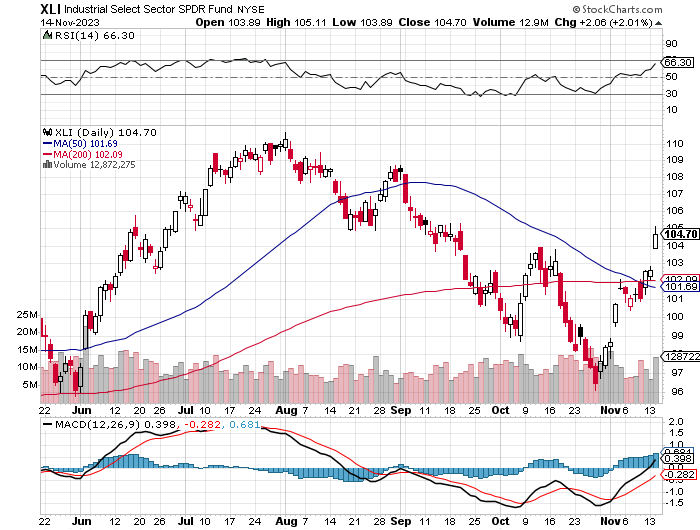 XLI Industrial Select Sector SPDR Fund NYSE © StockCharts.com
14-Nov-2023 Open 103.89 High 105.11 Low 103.89 Close 104.70 Volume 12.9M Chg +2.06 (+2.01%)
RSI(14) 66.30
90
66.30
50
30
10
XLI (Daily) 104.70
MA(50) 101.69
MA(200) 102.09
Volume 12,872,275
110
109
108
107
106
105
104.70
104
103
102.09
101.69
101
100
99
98
12872275
97
96
25M
20M
15M
10M
5M
22 Jun 12 20 26 Jul 10 17 24 Aug 7 14 21 28 Sep 11 18 25 Oct 9 16 23 Nov 6 13
MACD(12,26,9) 0.398, -0.282, 0.681
2.0
1.5
1.0
0.681
0.398
0.0
-0.282
-1.0
-1.5
22 Jun 12 20 26 Jul 10 17 24 Aug 7 14 21 28 Sep 11 18 25 Oct 9 16 23 Nov 6 13